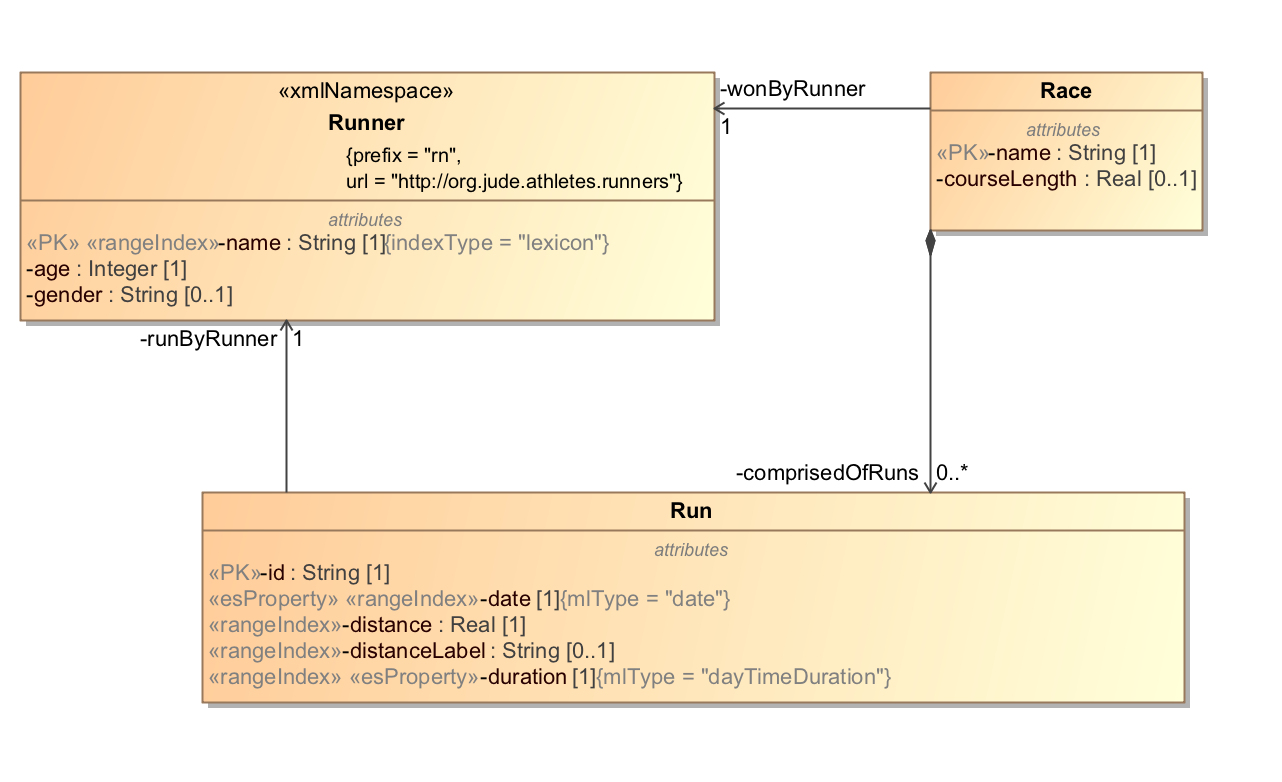 «xmlNamespace»
Runner
{prefix = "rn",
url = "http://org.jude.athletes.runners"}
attributes
«PK» «rangeIndex»-name : String [1]{indexType = "lexicon"}
-age : Integer [1]
-gender : String [0..1]
-wonByRunner
1
Race
attributes
«PK»-name : String [1]
-courseLength : Real [0..1]
-runByRunner 1
-comprisedOfRuns 0..*
Run
attributes
«PK»-id : String [1]
«esProperty» «rangeIndex»-date [1]{mlType = "date"}
«rangeIndex»-distance : Real [1]
«rangeIndex»-distanceLabel : String [0..1]
«rangeIndex» «esProperty»-duration [1]{mlType = "dayTimeDuration"}